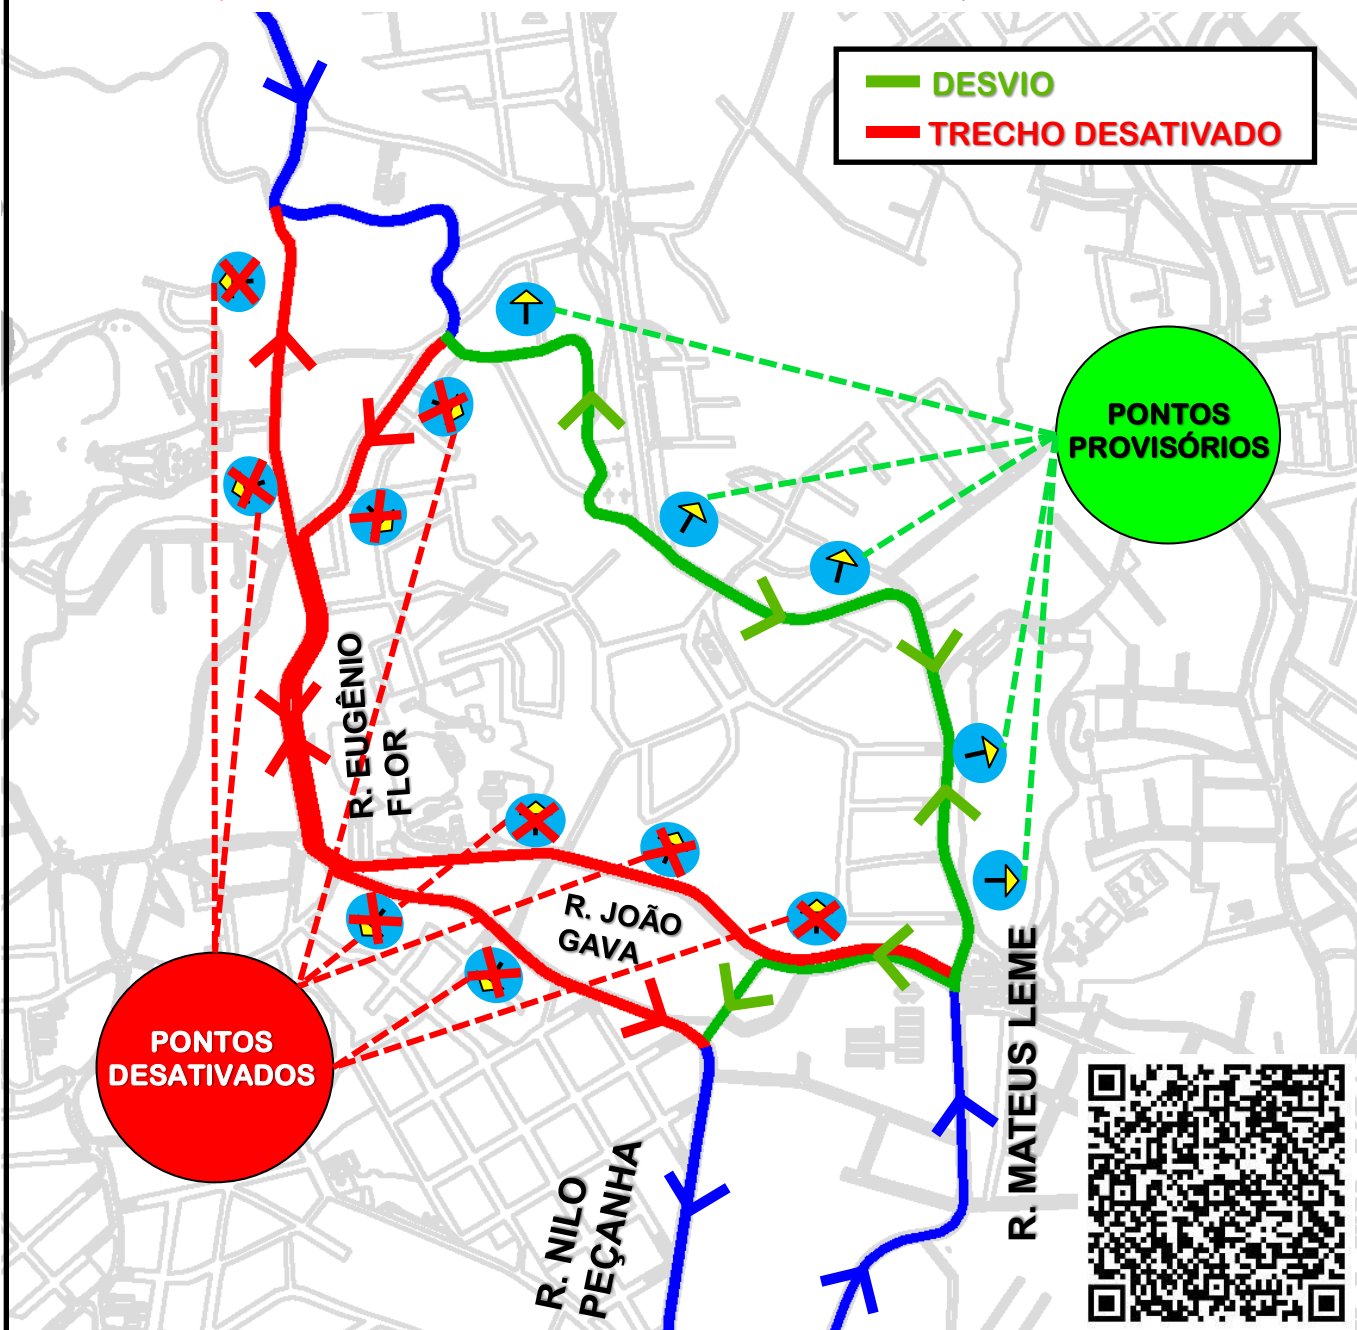 DESVIO
TRECHO DESATIVADO
PONTOS
PROVISÓRIOS
R. EUGÊNIO
FLOR
R. JOÃO
GAVA
PONTOS
DESATIVADOS
R. MATEUS LEME
R. NILO
PEÇANHA